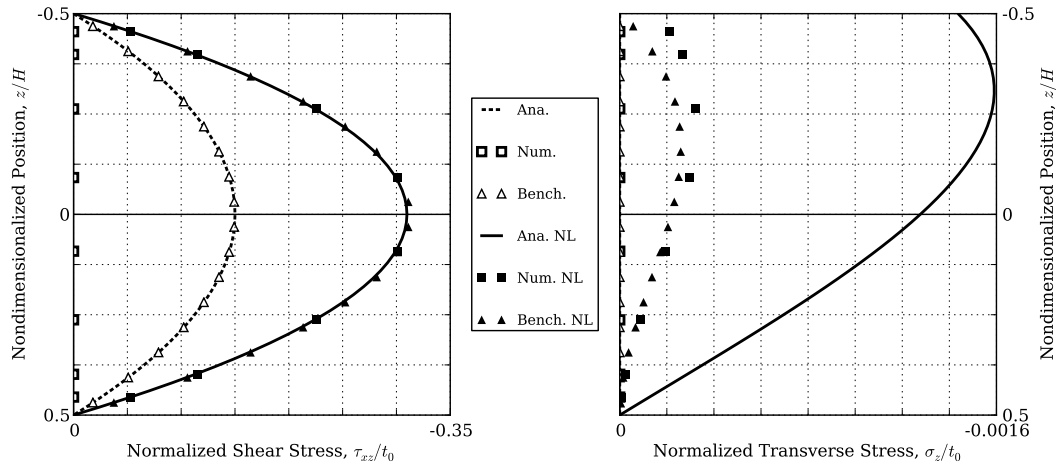 -0.5
0
0.5
Nondimensionalized Position, z/H
0
-0.35
Normalized Shear Stress, τxz/t0
Ana.
Num.
Bench.
Ana. NL
Num. NL
Bench. NL
-0.5
0
0.5
Nondimensionalized Position, z/H
0
-0.0016
Normalized Transverse Stress, σz/t0